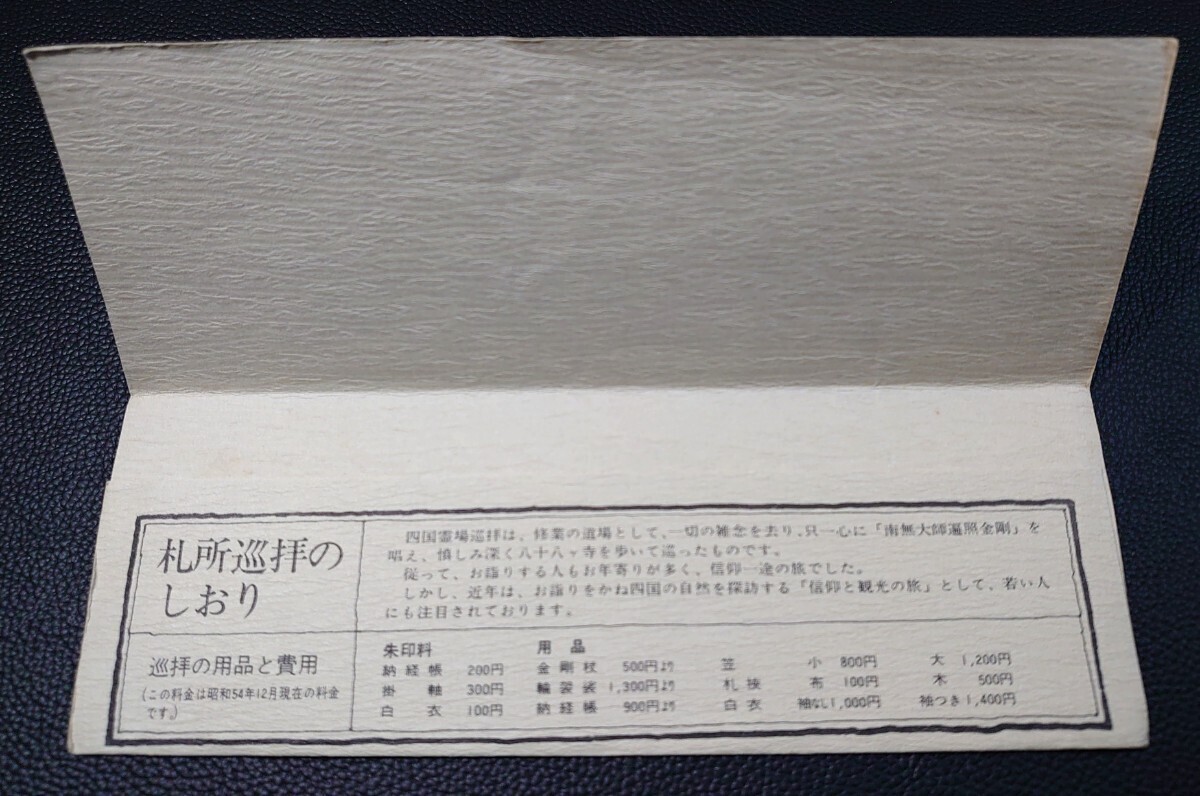 札所巡拝の
しおり
四国霊場巡拝は、修業の道場として、一切の雑念を去り、只一心に「南無大師遍照金剛」を
唱え、慎しみ深く八十八ヶ寺を歩いて巡ったものです。
従って、お詣りする人もお年寄りが多く、信仰一途の旅でした。
しかし、近年は、お詣りをかね四国の自然を探訪する「信仰と観光の旅」として、若い人
にも注目されております。
巡拝の用品と費用
(この料金は昭和54年12月現在の料金
です。)
朱印料 用品
納経帳 200円 金剛杖 500円より 笠 小 800円 大 1,200円
掛軸 300円 輪袈裟 1,300円より 札挟 布 100円 木 500円
白衣 100円 納経帳 900円より 白衣 袖なし1,000円 袖つき1,400円